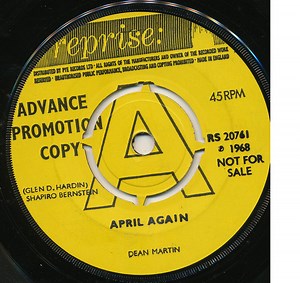 reprise:
DISTRIBUTED BY PYE RECORDS LTD · ALL RIGHTS OF THE MANUFACTURER AND OWNER OF THE RECORDED WORK
RESERVED · UNAUTHORISED PUBLIC PERFORMANCE, BROADCASTING AND COPYING PROHIBITED · MADE IN ENGLAND
ADVANCE
PROMOTION
COPY
A
45RPM
RS 20761
℗ 1968
NOT FOR
SALE
(GLEN D. HARDIN)
SHAPIRO BERNSTEIN
APRIL AGAIN
DEAN MARTIN